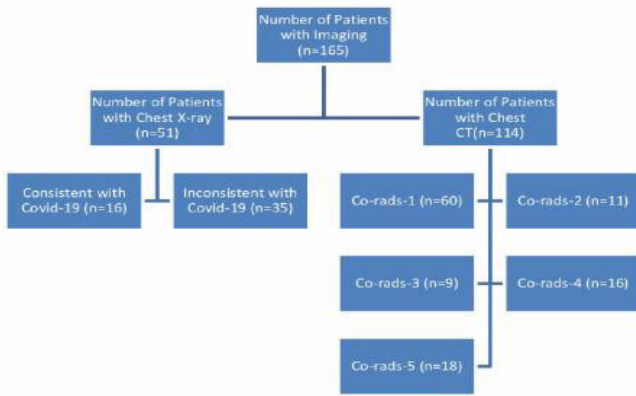 Number of Patients
with Imaging
(n=165)
Number of Patients
with Chest X-ray
(n=51)
Number of Patients
with Chest
CT(n=114)
Consistent with
Covid-19 (n=16)
Inconsistent with
Covid-19 (n=35)
Co-rads-1 (n=60)
Co-rads-2 (n=11)
Co-rads-3 (n=9)
Co-rads-4 (n=16)
Co-rads-5 (n=18)